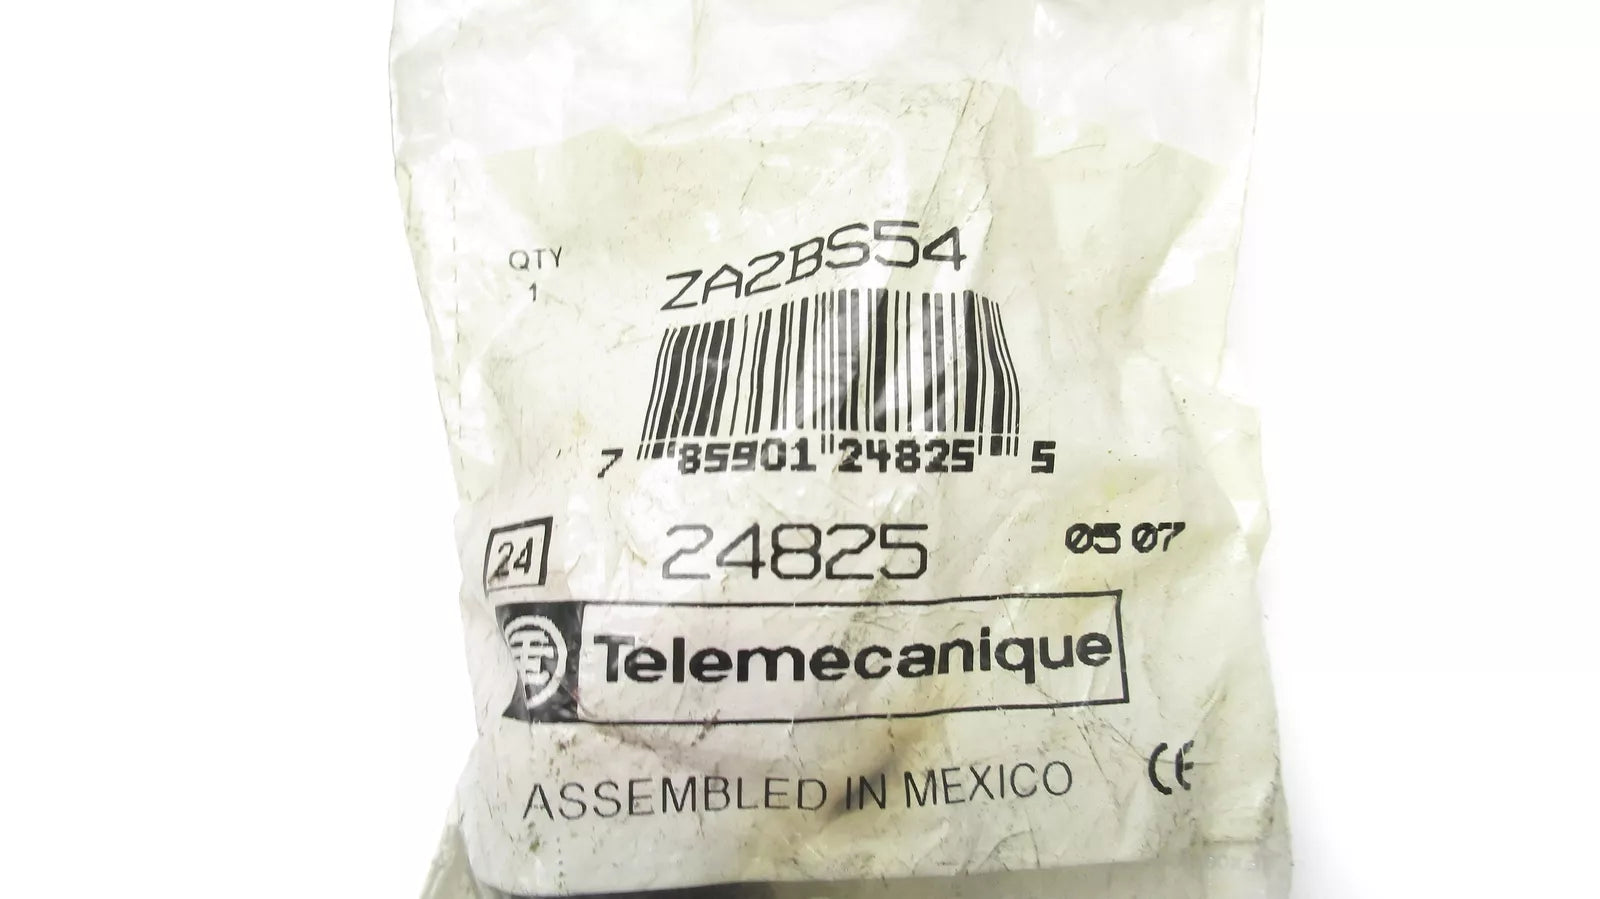 QTY
1
ZA2BS54
7 85901 24825 5
24
24825
05 07
Telemecanique
ASSEMBLED IN MEXICO
CE